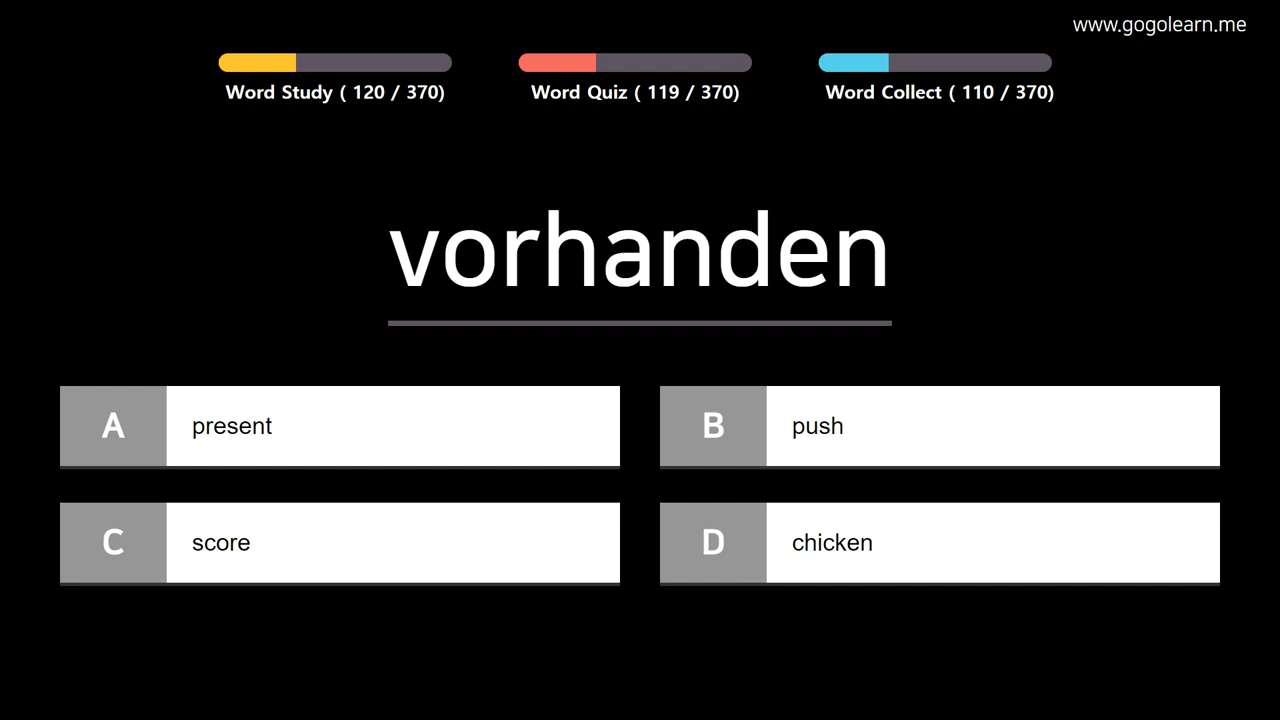 www.gogolearn.me
Word Study ( 120 / 370)
Word Quiz ( 119 / 370)
Word Collect ( 110 / 370)
vorhanden
A present
B push
C score
D chicken